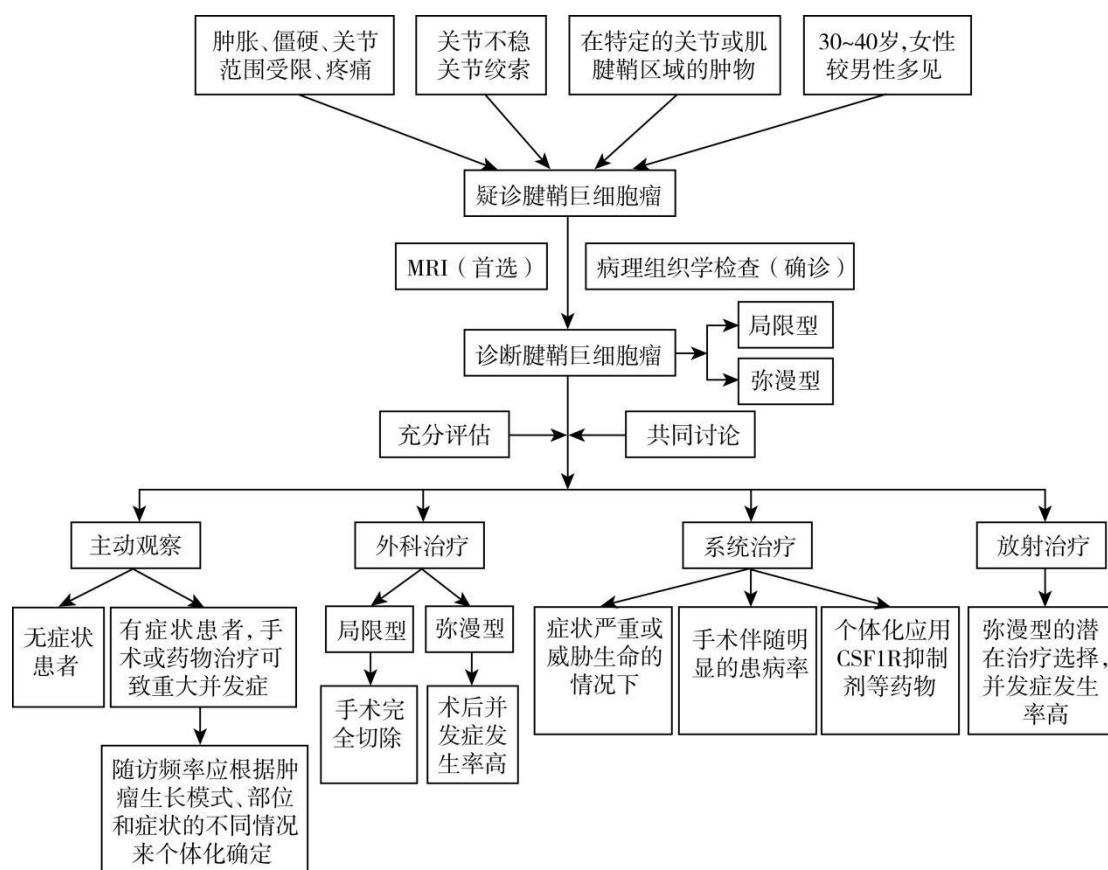 肿胀、僵硬、关节
范围受限、疼痛
关节不稳
关节绞索
在特定的关节或肌
腱鞘区域的肿物
30~40岁,女性
较男性多见
疑诊腱鞘巨细胞瘤
MRI（首选）
病理组织学检查（确诊）
诊断腱鞘巨细胞瘤
局限型
弥漫型
充分评估
共同讨论
主动观察
外科治疗
系统治疗
放射治疗
无症状
患者
有症状患者,手
术或药物治疗可
致重大并发症
局限型
弥漫型
症状严重或
威胁生命的
情况下
手术伴随明
显的患病率
个体化应用
CSF1R抑制
剂等药物
弥漫型的潜
在治疗选择,
并发症发生
率高
手术完
全切除
术后并
发症发
生率高
随访频率应根据肿
瘤生长模式、部位
和症状的不同情况
来个体化确定